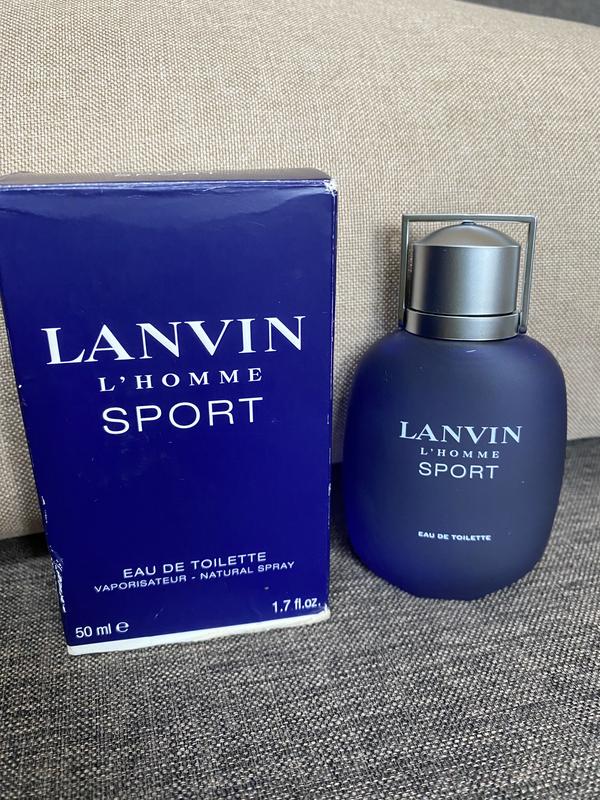 SPORT
LANVIN
L'HOMME
SPORT
EAU DE TOILETTE
VAPORISATEUR - NATURAL SPRAY
50 ml e
1.7 fl.oz.
LANVIN
L'HOMME
SPORT
EAU DE TOILETTE